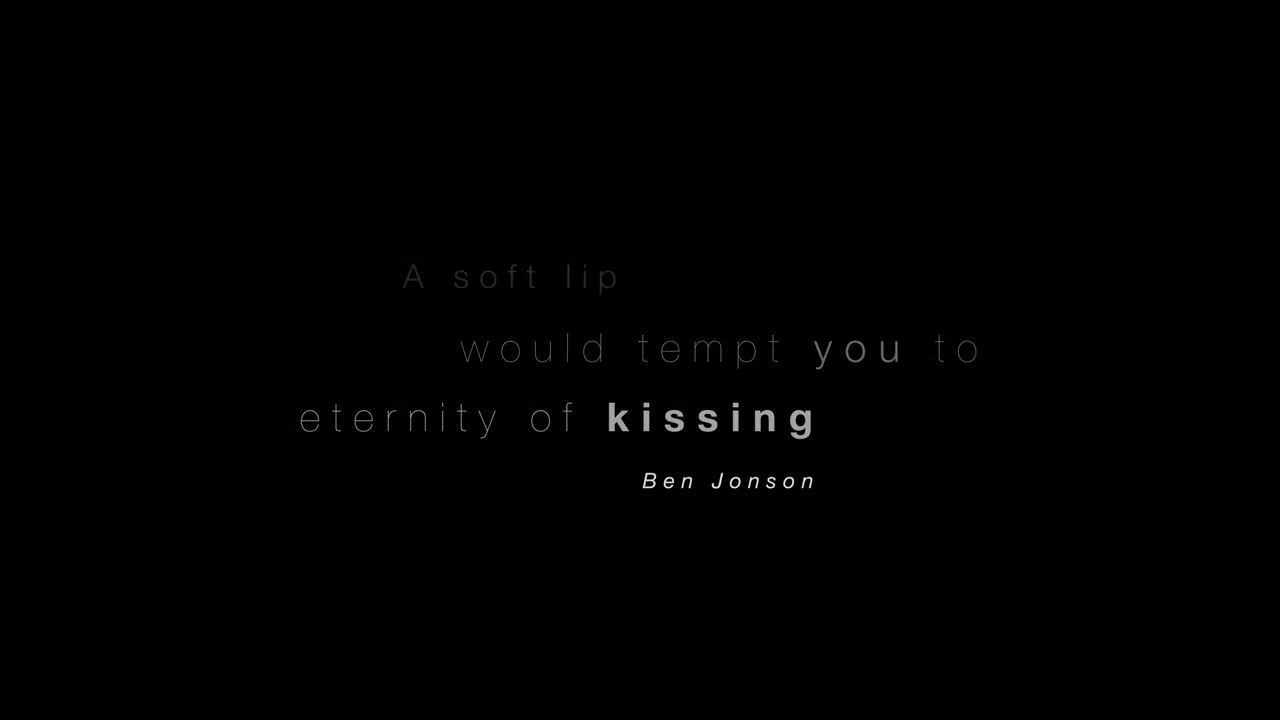 A soft lip
would tempt you to
eternity of kissing
Ben Jonson